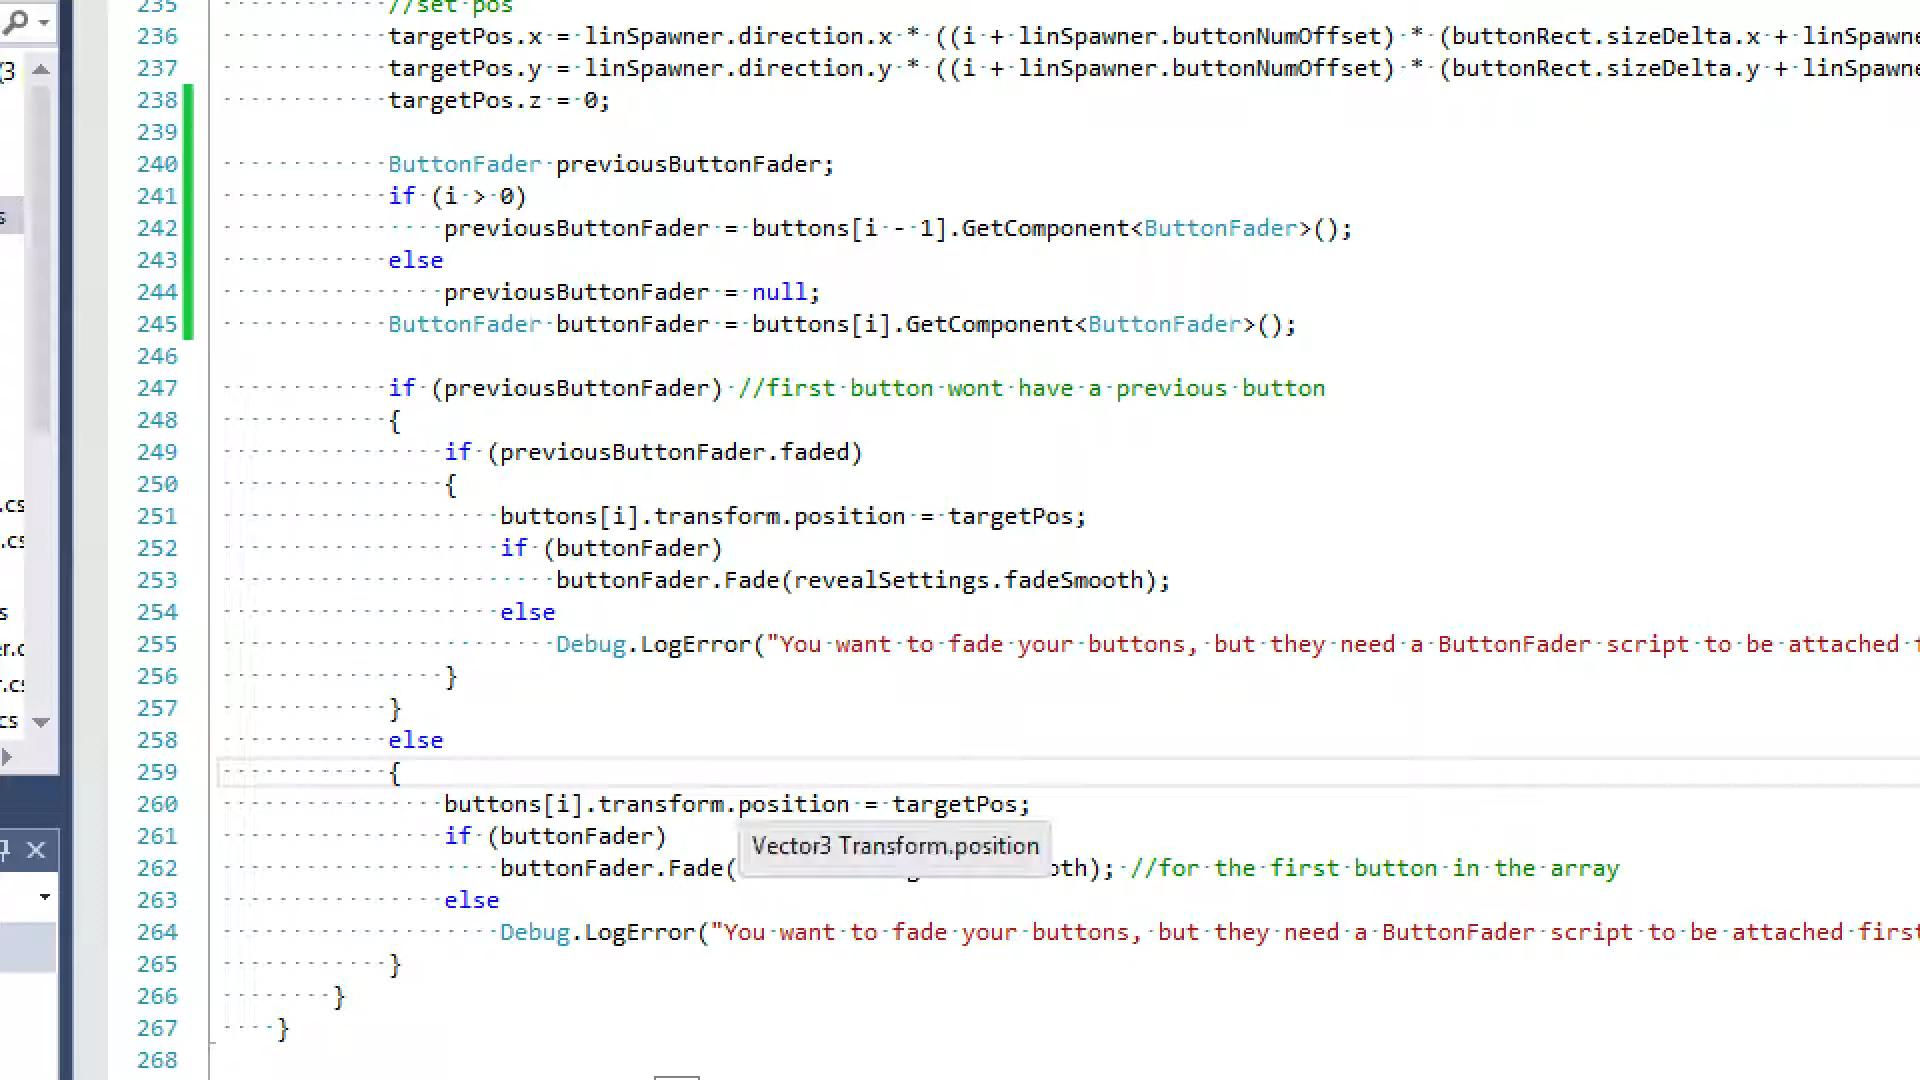 235 //set pos
236 targetPos.x = linSpawner.direction.x * ((i + linSpawner.buttonNumOffset) * (buttonRect.sizeDelta.x + linSpawne
237 targetPos.y = linSpawner.direction.y * ((i + linSpawner.buttonNumOffset) * (buttonRect.sizeDelta.y + linSpawne
238 targetPos.z = 0;
239
240 ButtonFader previousButtonFader;
241 if (i > 0)
242 previousButtonFader = buttons[i - 1].GetComponent<ButtonFader>();
243 else
244 previousButtonFader = null;
245 ButtonFader buttonFader = buttons[i].GetComponent<ButtonFader>();
246
247 if (previousButtonFader) //first button wont have a previous button
248 {
249 if (previousButtonFader.faded)
250 {
251 buttons[i].transform.position = targetPos;
252 if (buttonFader)
253 buttonFader.Fade(revealSettings.fadeSmooth);
254 else
255 Debug.LogError("You want to fade your buttons, but they need a ButtonFader script to be attached f
256 }
257 }
258 else
259 {
260 buttons[i].transform.position = targetPos;
261 if (buttonFader)
Vector3 Transform.position
262 buttonFader.Fade( oth); //for the first button in the array
263 else
264 Debug.LogError("You want to fade your buttons, but they need a ButtonFader script to be attached first
265 }
266 }
267 }
268
(3
s
.cs
.cs
s
er.c
r.cs
cs